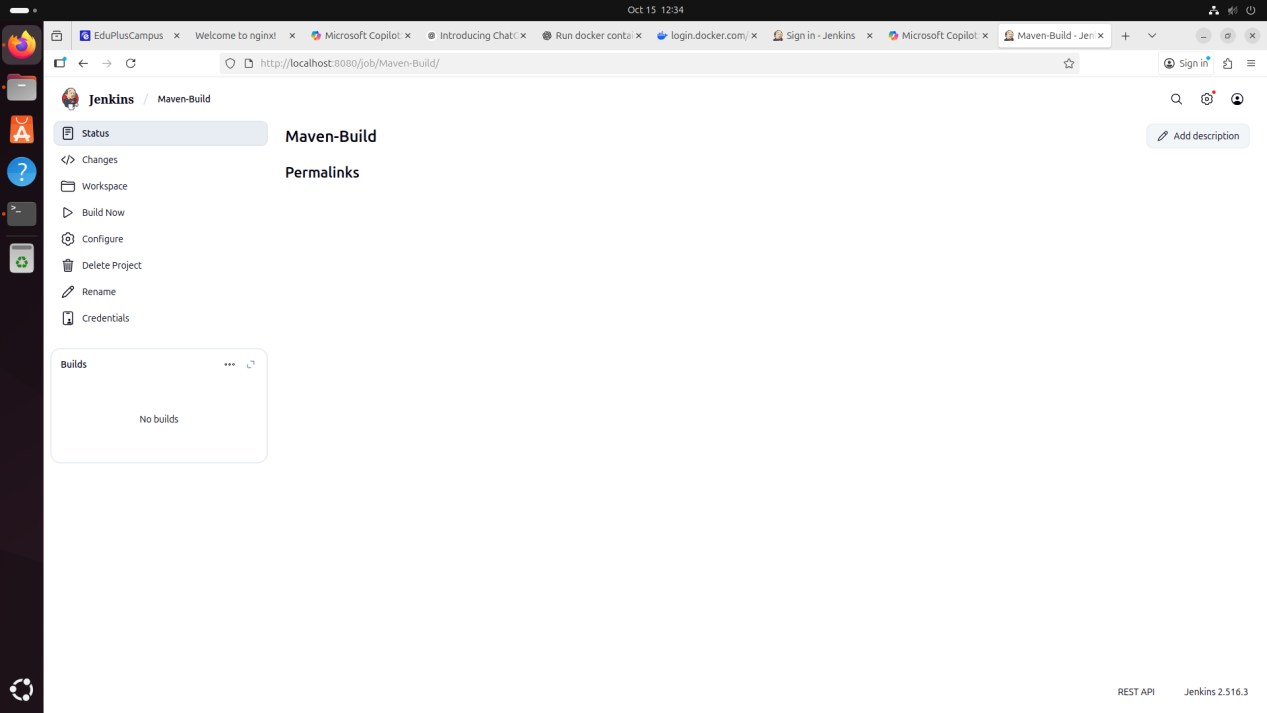 Oct 15 12:34
EduPlusCampus
Welcome to nginx!
Microsoft Copilot
Introducing ChatG
Run docker contai
login.docker.com/
Sign in - Jenkins
Microsoft Copilot
Maven-Build - Jen
http://localhost:8080/job/Maven-Build/
Sign in
Jenkins / Maven-Build
Status
Changes
Workspace
Build Now
Configure
Delete Project
Rename
Credentials
Builds
No builds
Maven-Build
Add description
Permalinks
REST API
Jenkins 2.516.3